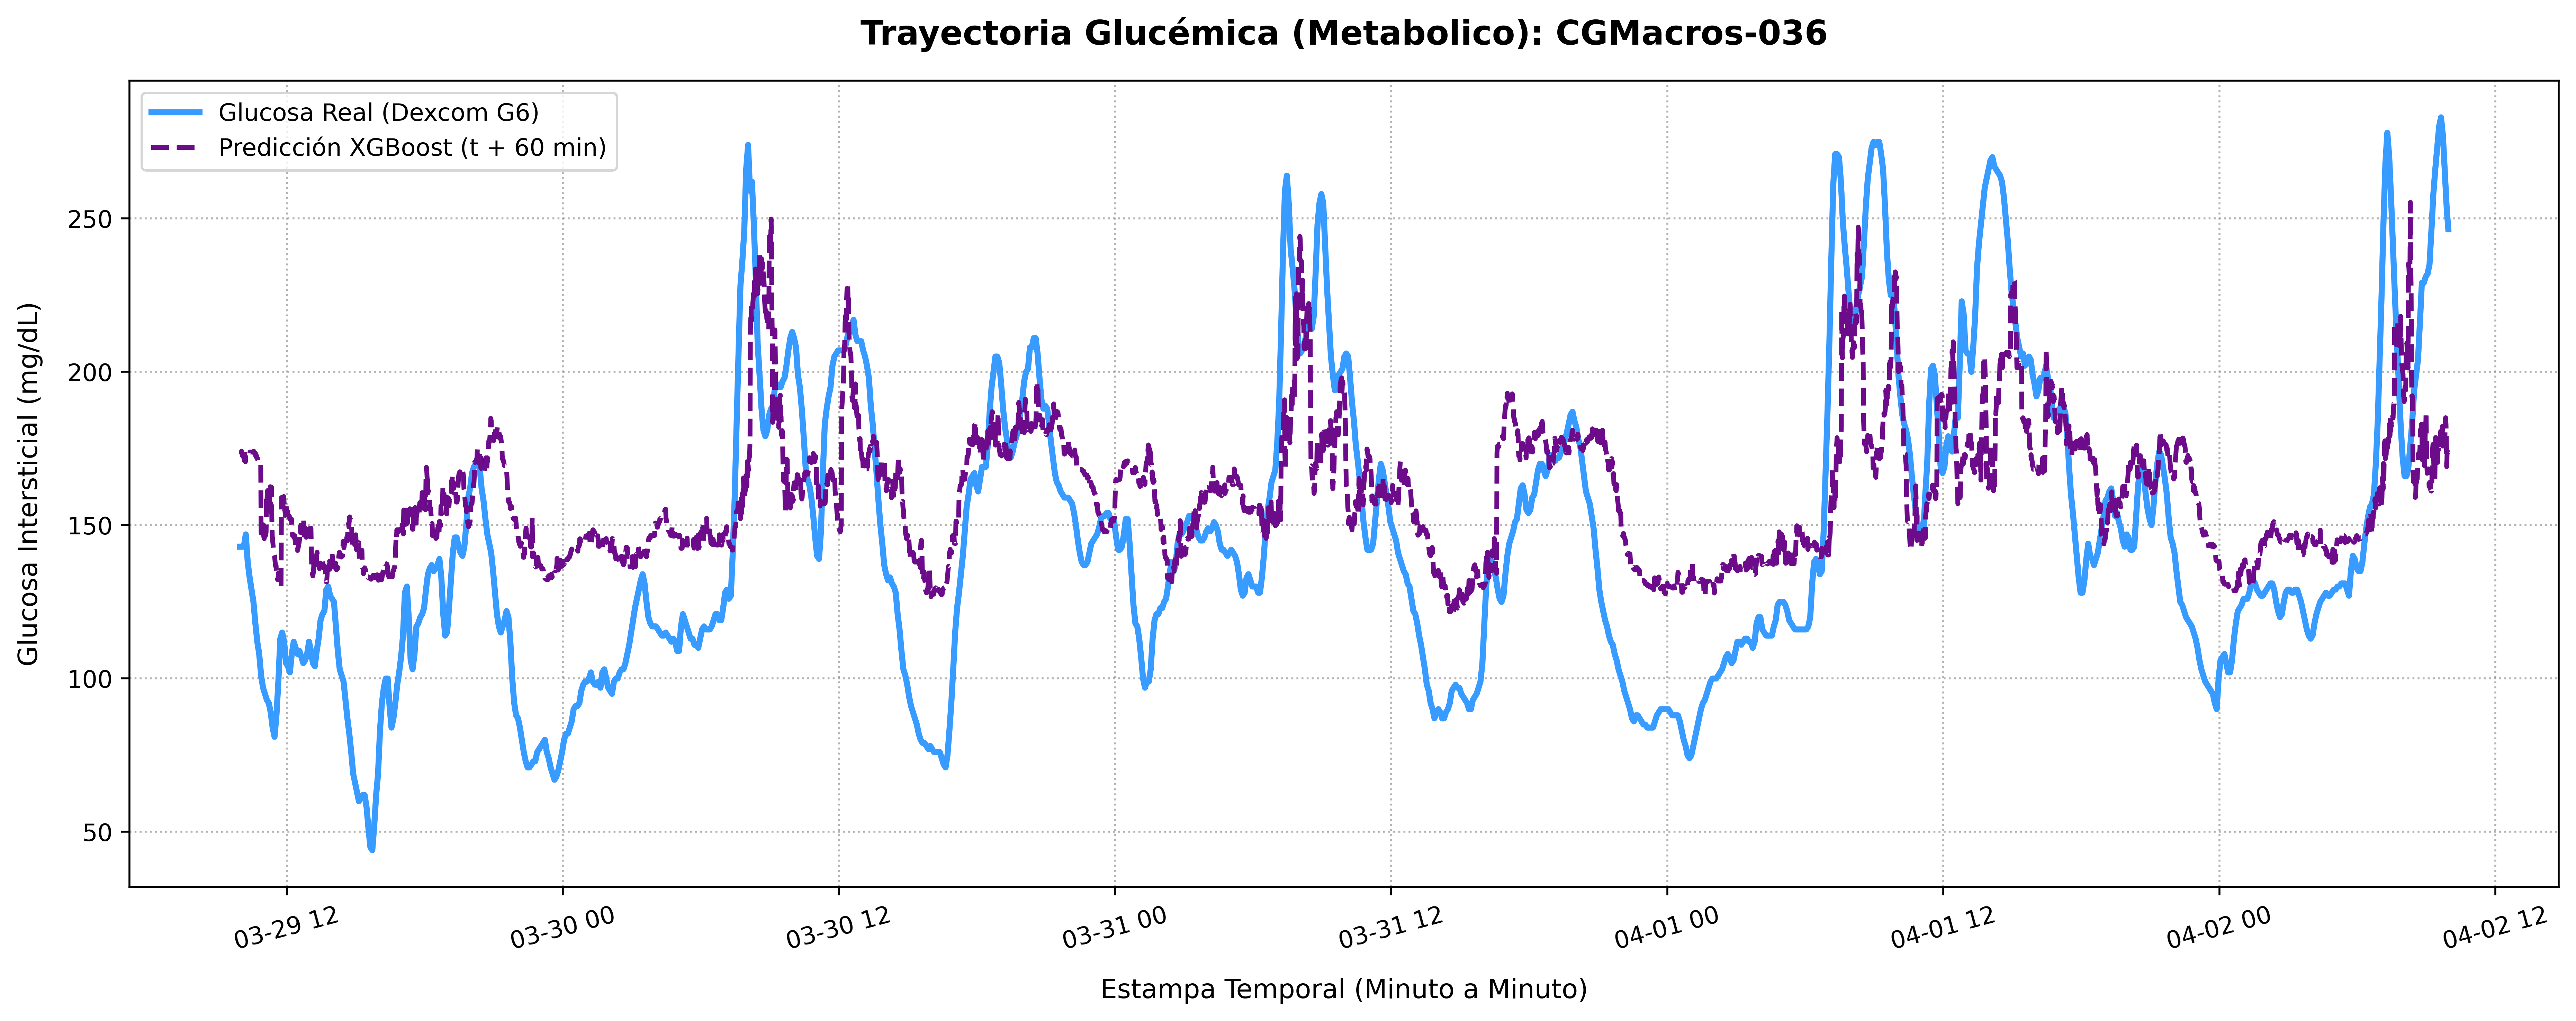 Trayectoria Glucémica (Metabolico): CGMacros-036
Glucosa Real (Dexcom G6)
Predicción XGBoost (t + 60 min)
Glucosa Intersticial (mg/dL)
250
200
150
100
50
03-29 12
03-30 00
03-30 12
03-31 00
03-31 12
04-01 00
04-01 12
04-02 00
04-02 12
Estampa Temporal (Minuto a Minuto)